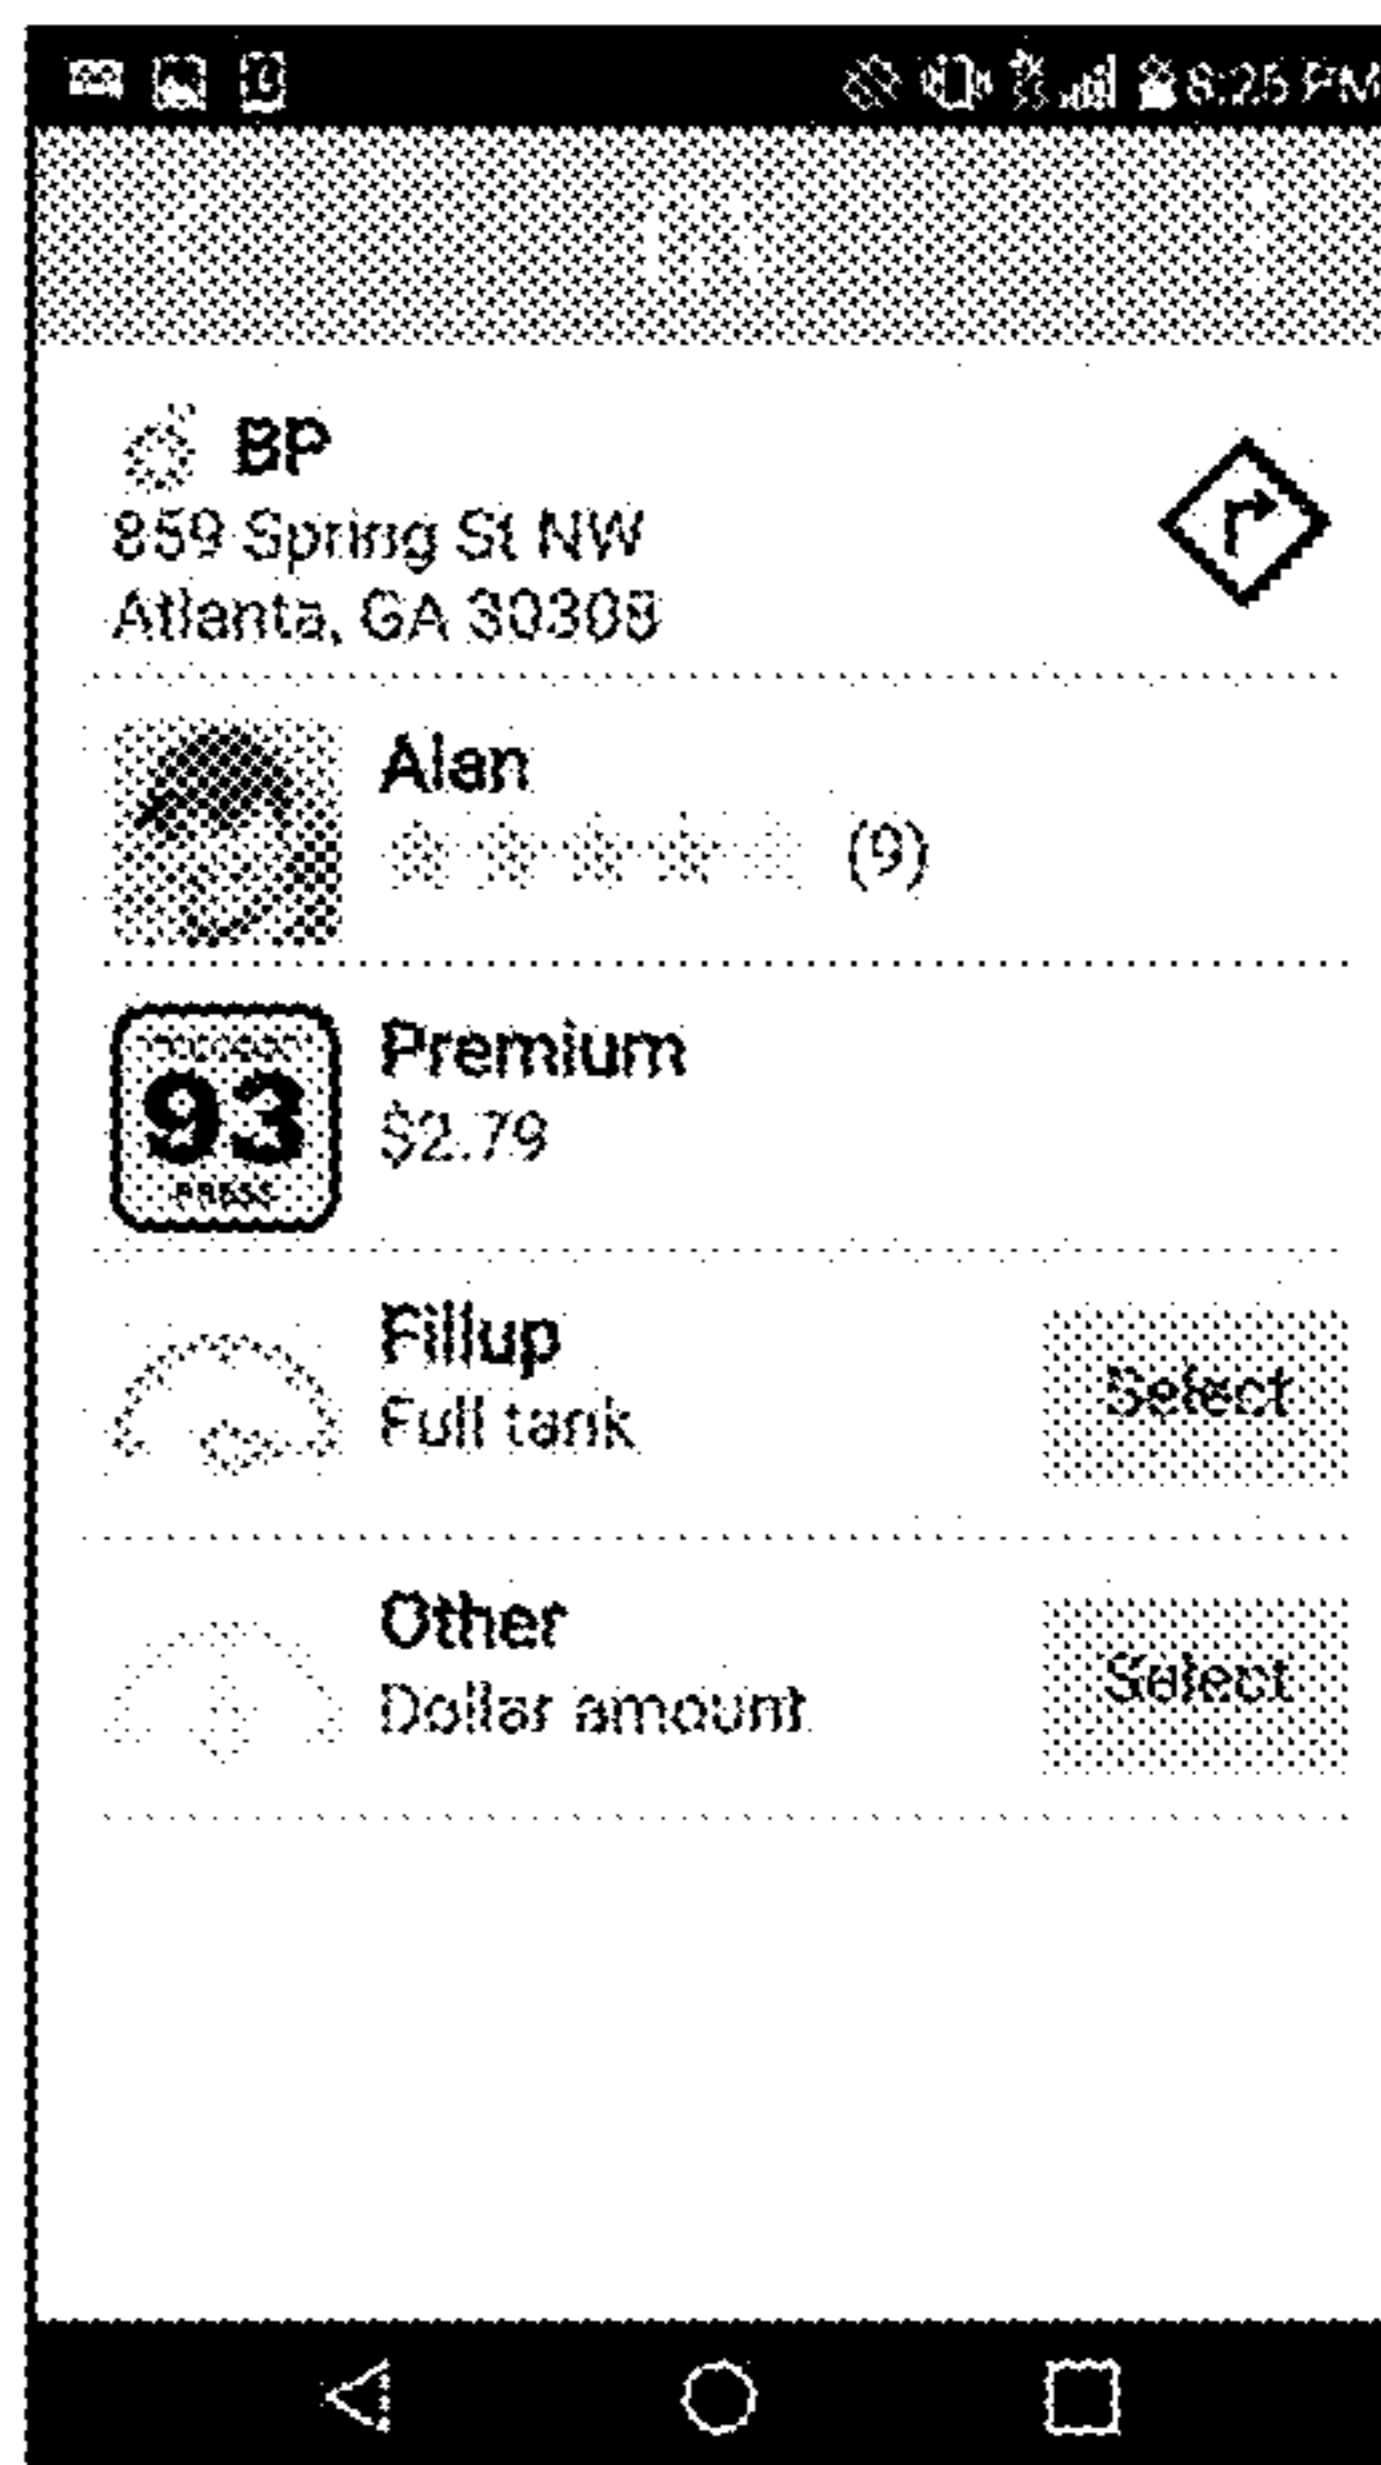 8:25 PM
BP
859 Spring St NW
Atlanta, GA 30308
Alan
(9)
93
PRESS
Premium
$2.79
Fillup
Full tank
Select
Other
Dollar amount
Select